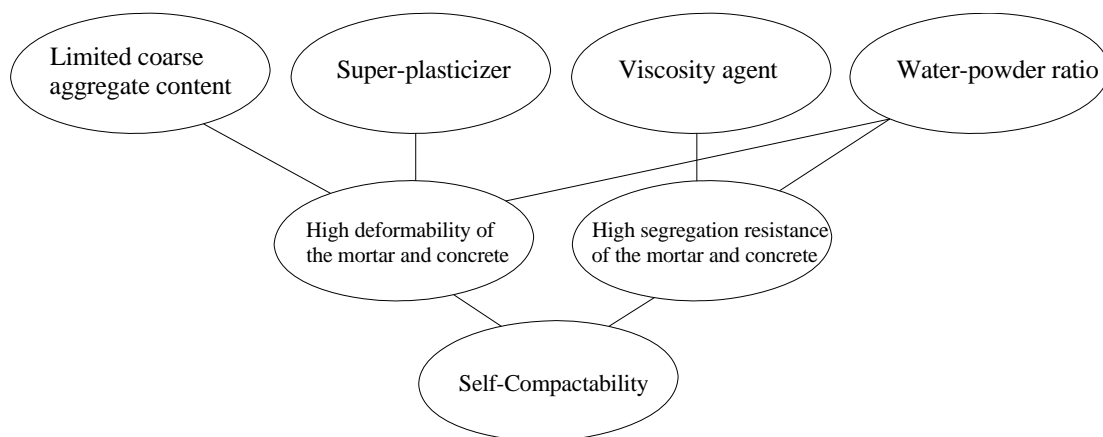 Limited coarse
aggregate content
Super-plasticizer
Viscosity agent
Water-powder ratio
High deformability of
the mortar and concrete
High segregation resistance
of the mortar and concrete
Self-Compactability